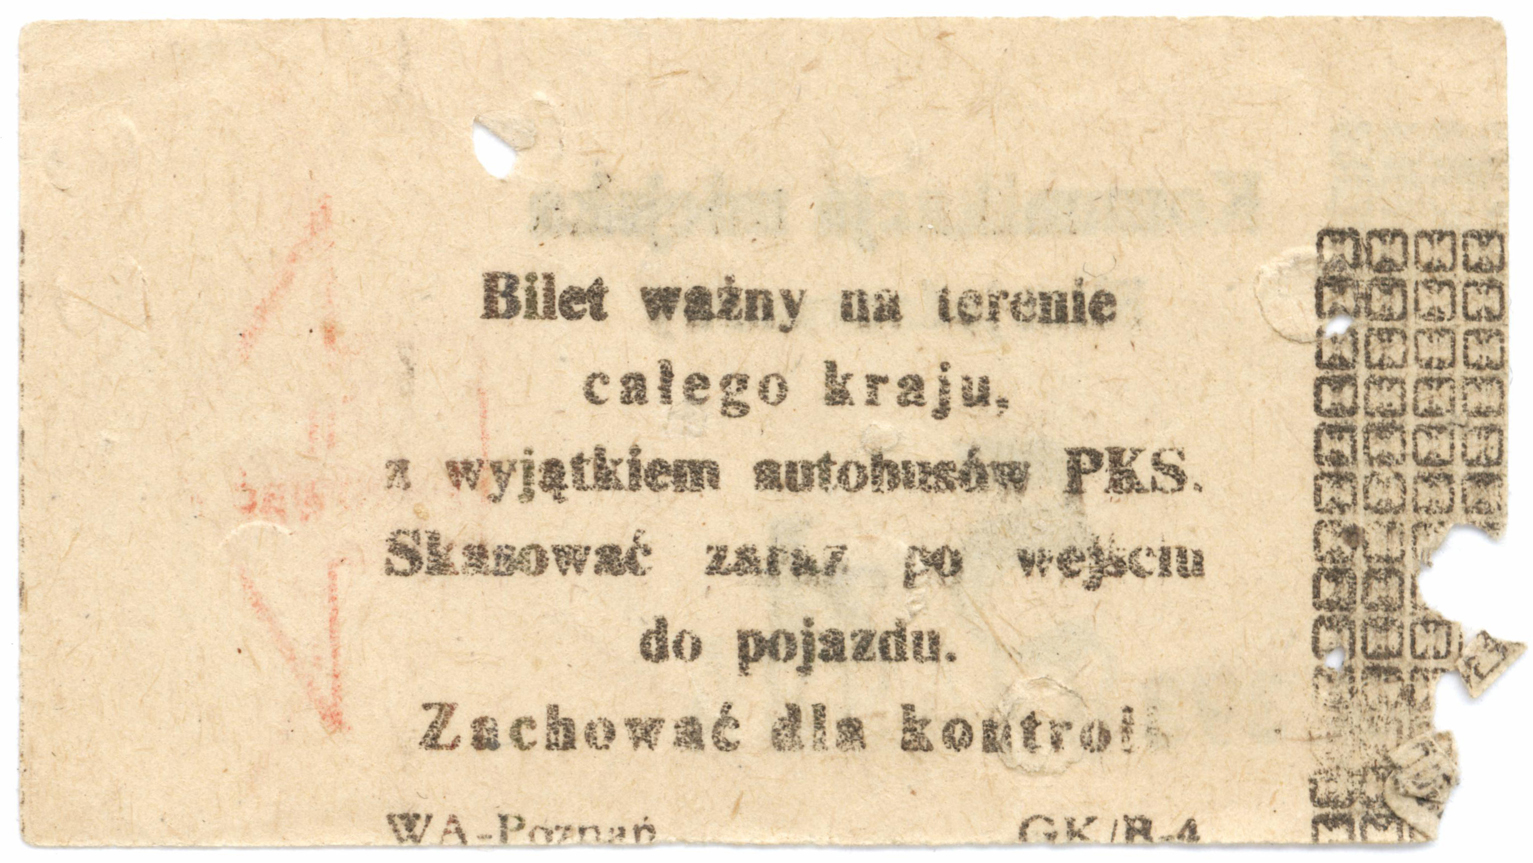 Bilet ważny na terenie
całego kraju,
z wyjątkiem autobusów PKS.
Skasować zaraz po wejściu
do pojazdu.
Zachować dla kontroli
WA-Poznań GK/B-4